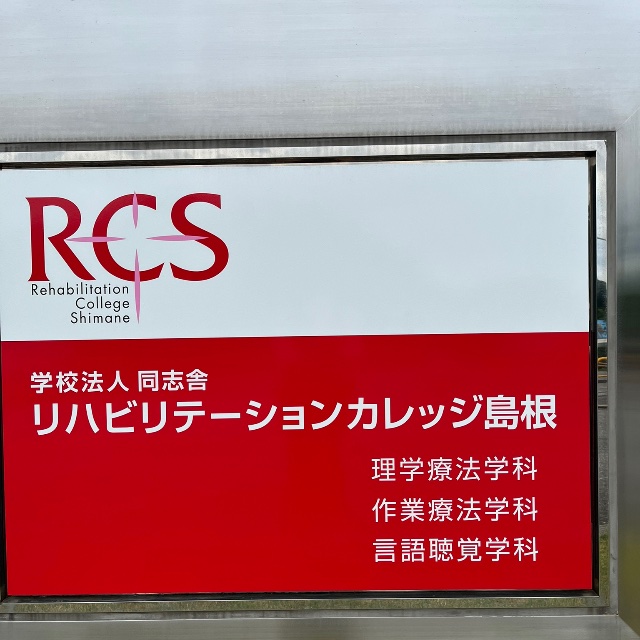 RCS
Rehabilitation
College
Shimane
学校法人 同志舎
リハビリテーションカレッジ島根
理学療法学科
作業療法学科
言語聴覚学科